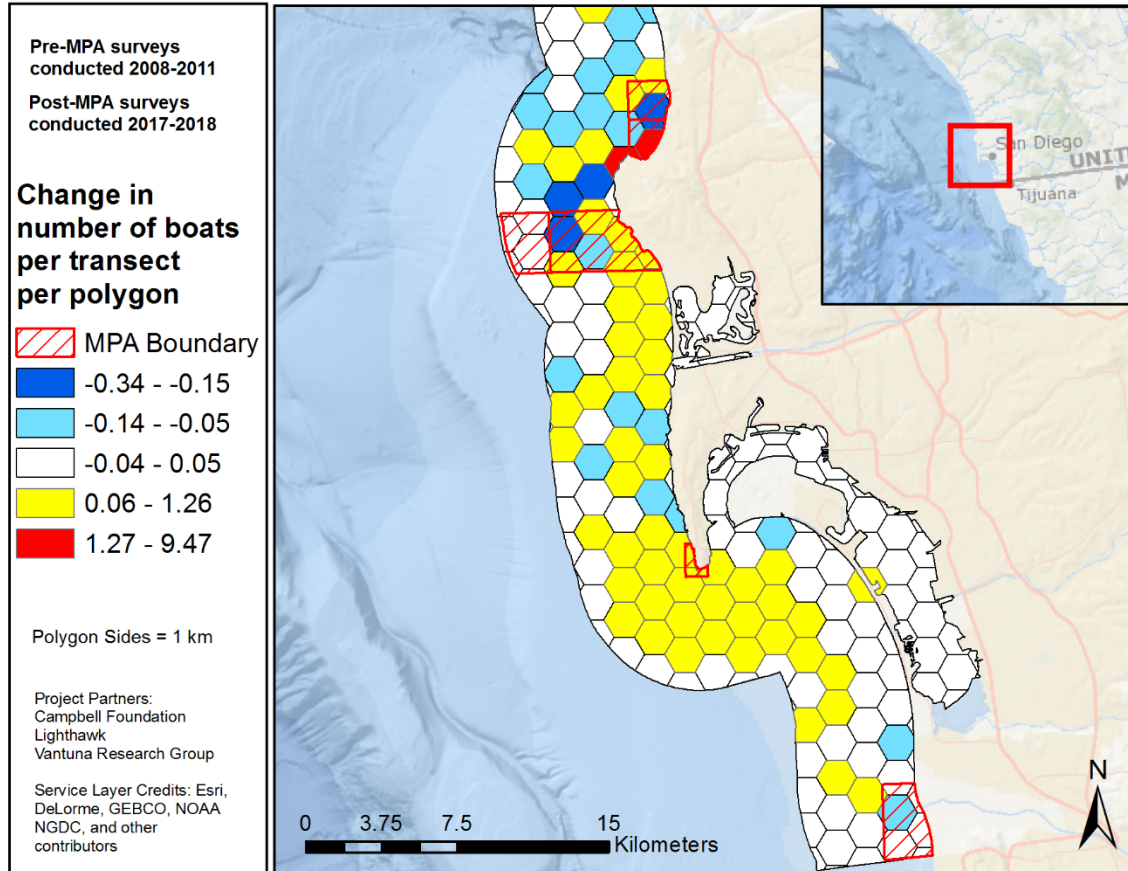 Pre-MPA surveys
conducted 2008-2011
Post-MPA surveys
conducted 2017-2018
Change in
number of boats
per transect
per polygon
MPA Boundary
-0.34 - -0.15
-0.14 - -0.05
-0.04 - 0.05
0.06 - 1.26
1.27 - 9.47
Polygon Sides = 1 km
Project Partners:
Campbell Foundation
Lighthawk
Vantuna Research Group
Service Layer Credits: Esri,
DeLorme, GEBCO, NOAA
NGDC, and other
contributors
San Diego
UNIT
M
Tijuana
N
0 3.75 7.5 15
Kilometers